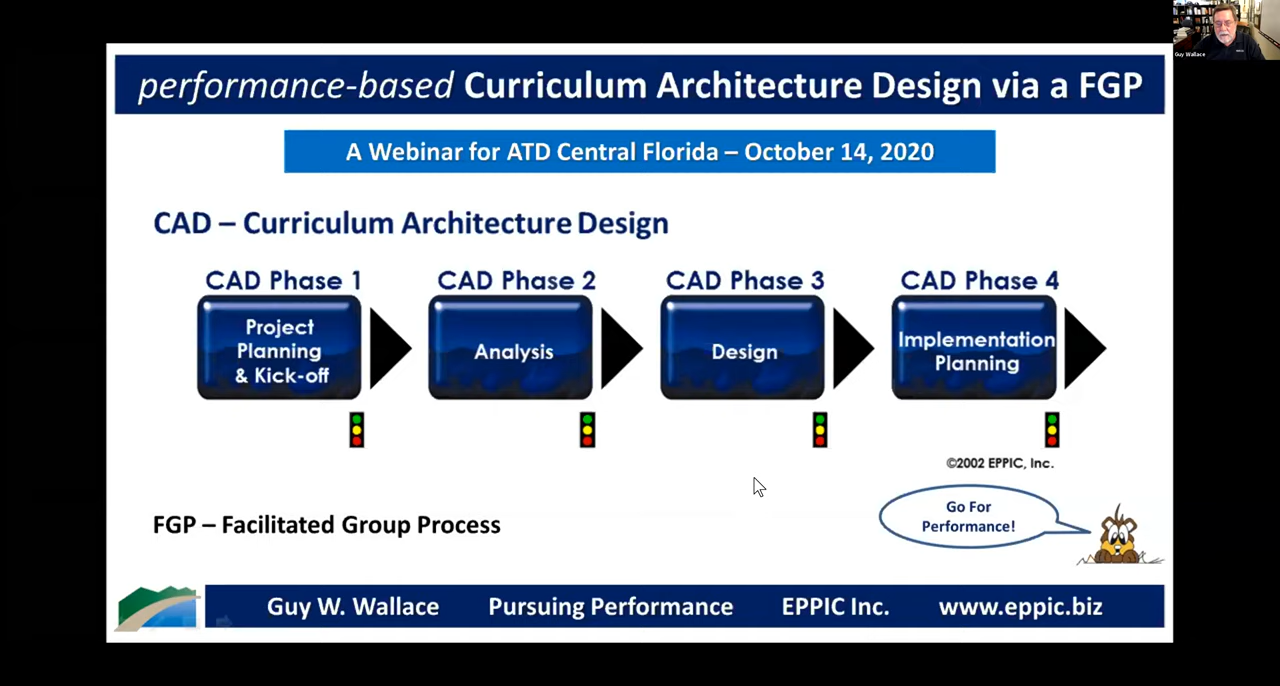 Guy Wallace
performance-based Curriculum Architecture Design via a FGP
A Webinar for ATD Central Florida – October 14, 2020
CAD – Curriculum Architecture Design
CAD Phase 1
Project
Planning
& Kick-off
CAD Phase 2
Analysis
CAD Phase 3
Design
CAD Phase 4
Implementation
Planning
©2002 EPPIC, Inc.
Go For
Performance!
FGP – Facilitated Group Process
Guy W. Wallace Pursuing Performance EPPIC Inc. www.eppic.biz